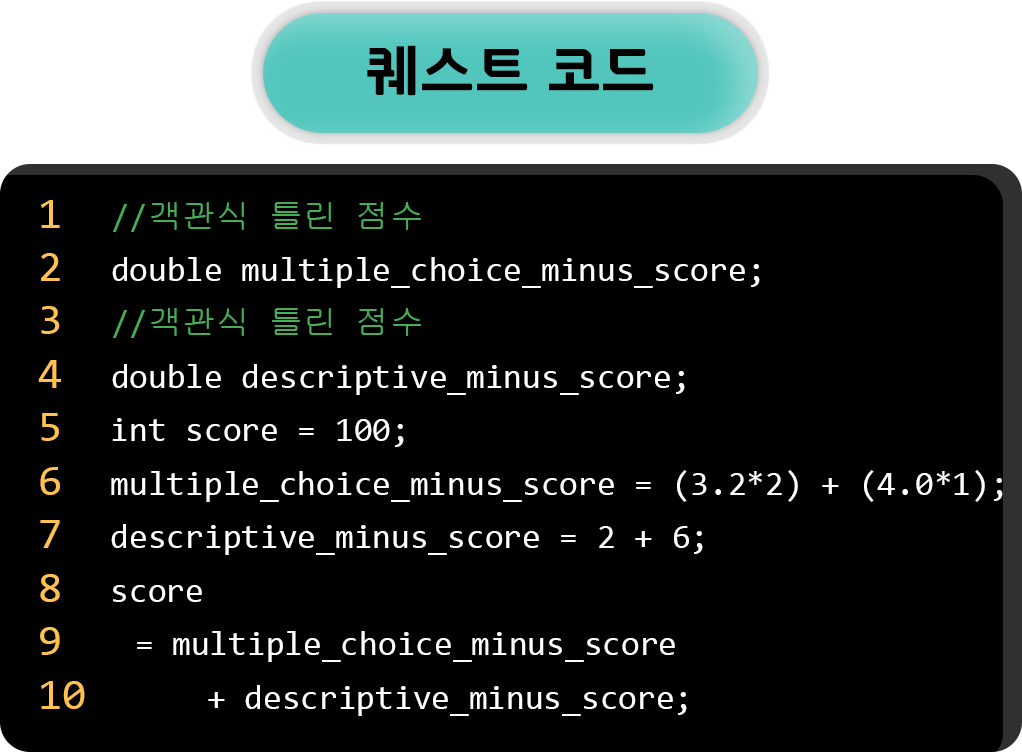 퀘스트 코드
1 //객관식 틀린 점수
2 double multiple_choice_minus_score;
3 //객관식 틀린 점수
4 double descriptive_minus_score;
5 int score = 100;
6 multiple_choice_minus_score = (3.2*2) + (4.0*1);
7 descriptive_minus_score = 2 + 6;
8 score
9 = multiple_choice_minus_score
10 + descriptive_minus_score;